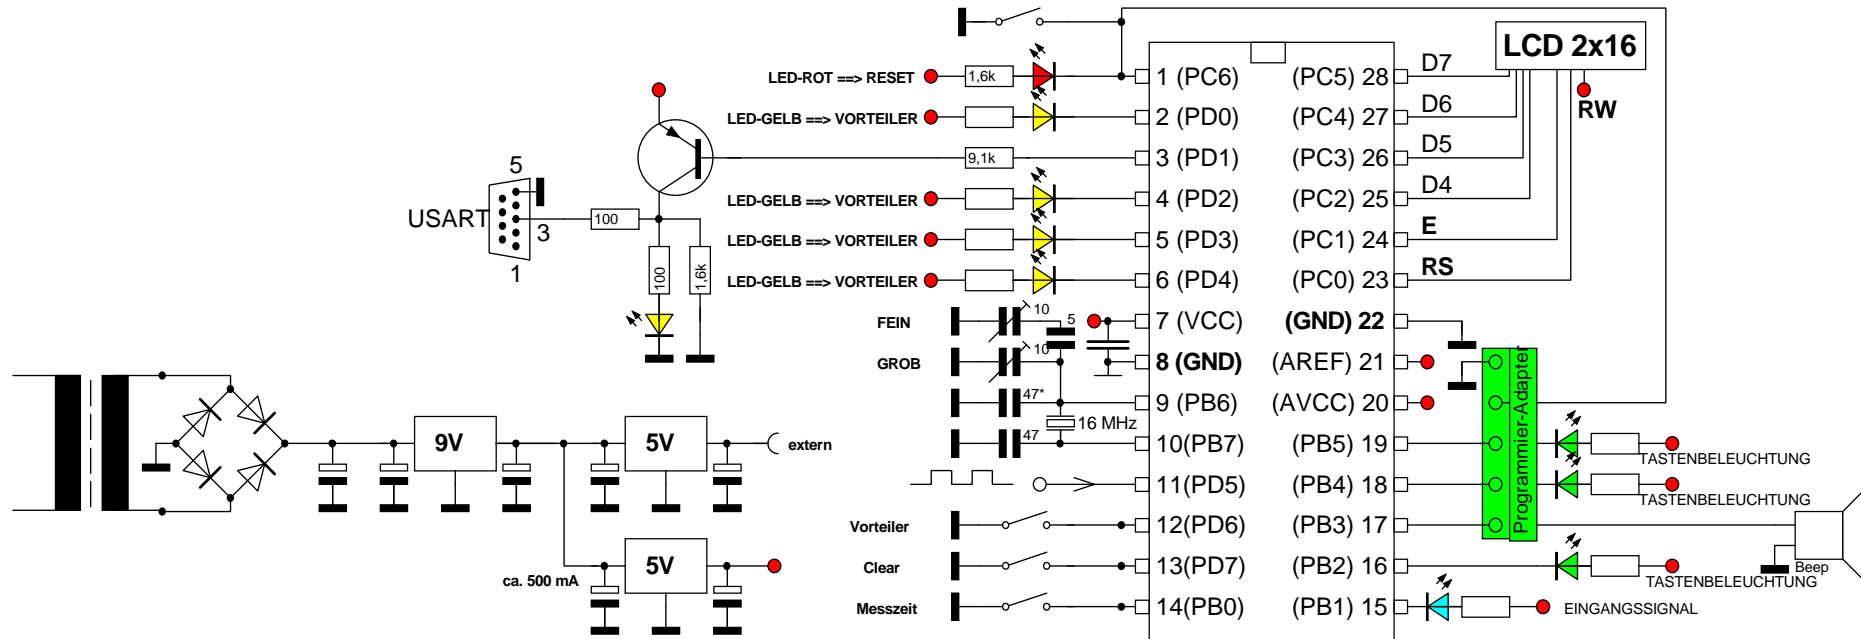 LCD 2x16
LED-ROT ==> RESET
1,6k
1 (PC6)
(PC5) 28
D7
RW
LED-GELB ==> VORTEILER
2 (PD0)
(PC4) 27
D6
9,1k
3 (PD1)
(PC3) 26
D5
LED-GELB ==> VORTEILER
4 (PD2)
(PC2) 25
D4
5
USART
3
1
100
100
1,6k
LED-GELB ==> VORTEILER
5 (PD3)
(PC1) 24
E
LED-GELB ==> VORTEILER
6 (PD4)
(PC0) 23
RS
FEIN
10
5
7 (VCC)
(GND) 22
GROB
10
8 (GND)
(AREF) 21
47*
9 (PB6)
(AVCC) 20
16 MHz
47
10(PB7)
(PB5) 19
TASTENBELEUCHTUNG
Programmier-Adapter
9V
5V
extern
11(PD5)
(PB4) 18
TASTENBELEUCHTUNG
Vorteiler
12(PD6)
(PB3) 17
Beep
ca. 500 mA
5V
Clear
13(PD7)
(PB2) 16
TASTENBELEUCHTUNG
Messzeit
14(PB0)
(PB1) 15
EINGANGSSIGNAL